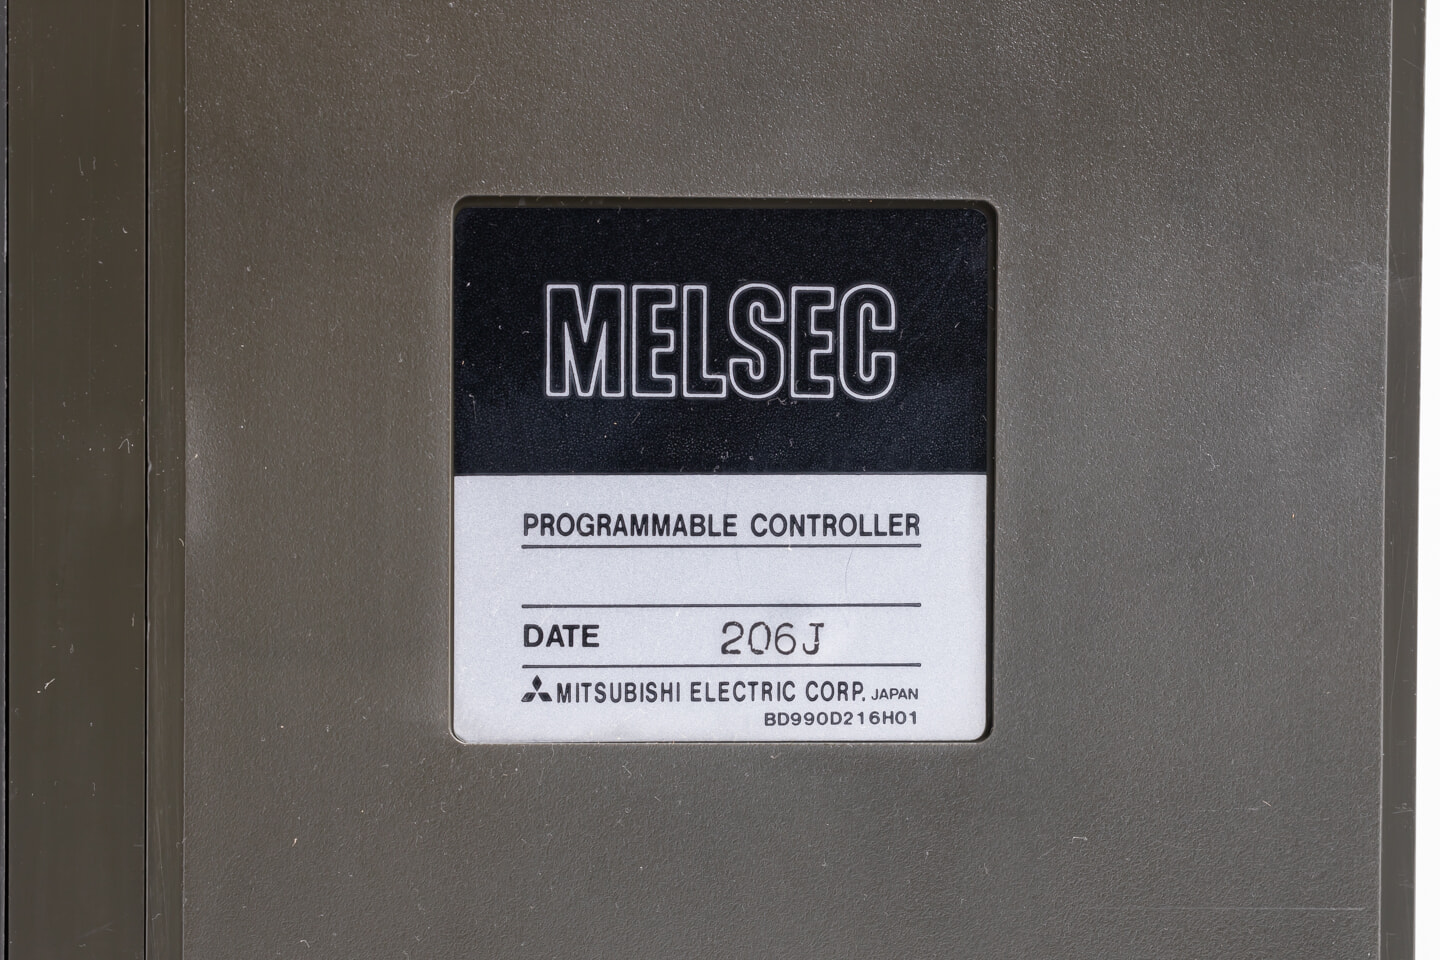 MELSEC
PROGRAMMABLE CONTROLLER
DATE 206J
MITSUBISHI ELECTRIC CORP. JAPAN
BD990D216H01